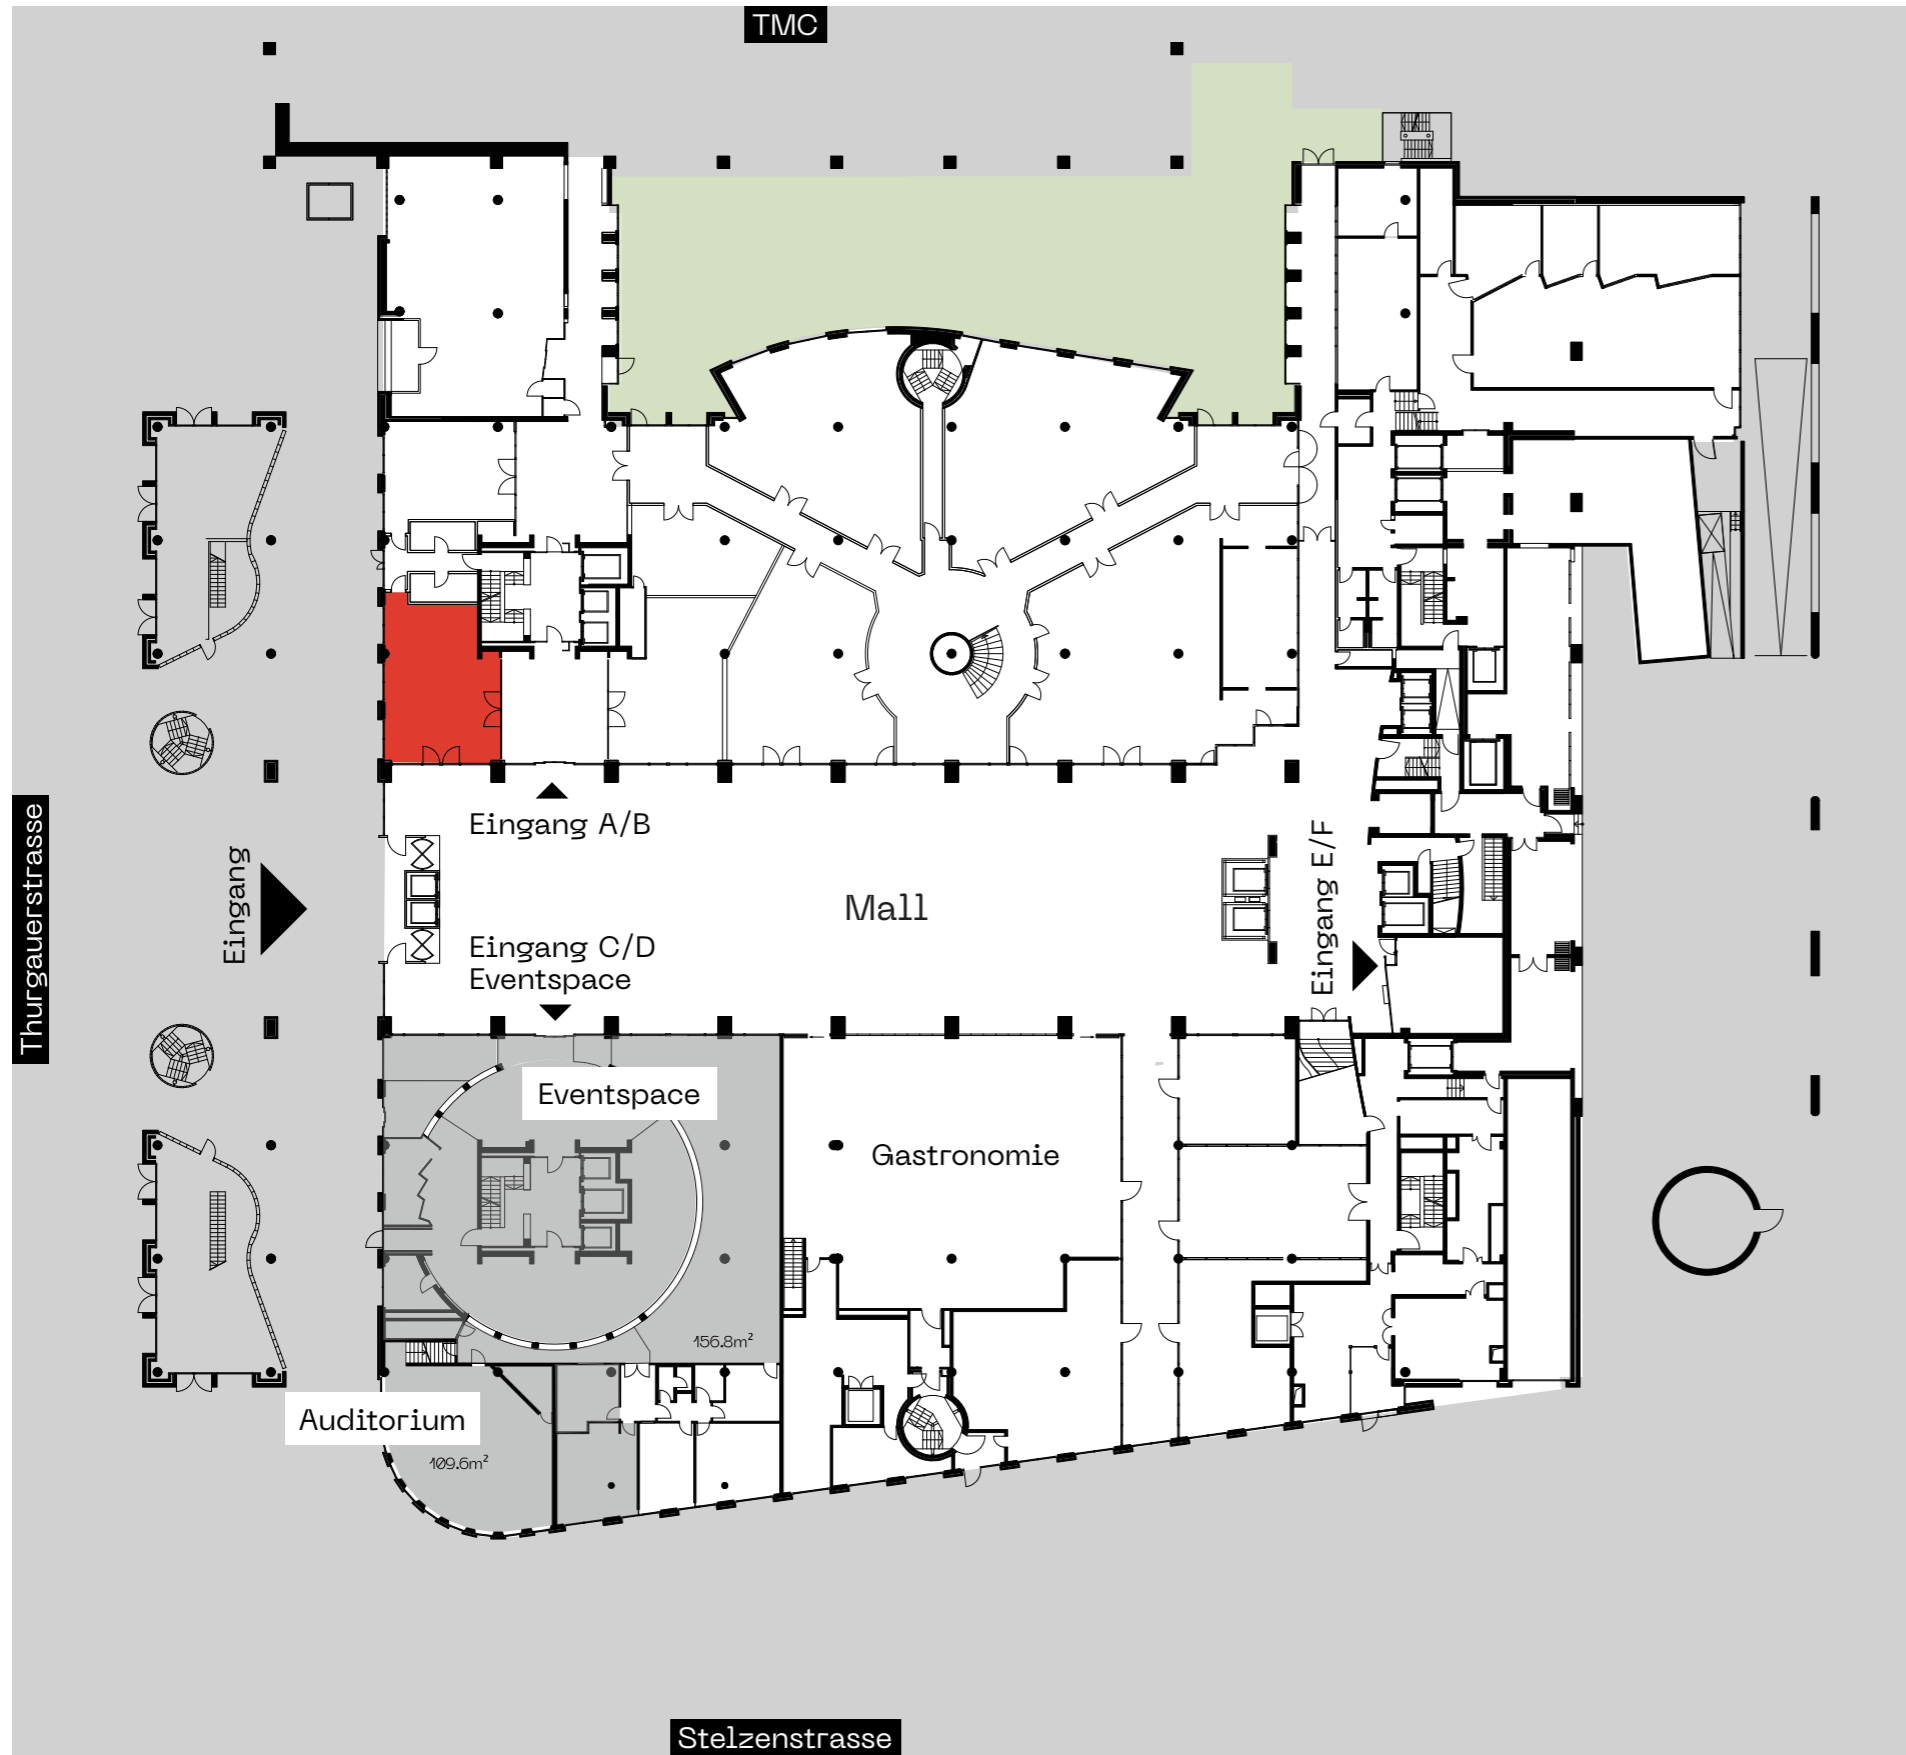 TMC
Eingang A/B
Thurgauerstrasse
Eingang
Mall
Eingang E/F
Eingang C/D
Eventspace
Eventspace
Gastronomie
156.8m²
Auditorium
109.6m²
Stelzenstrasse